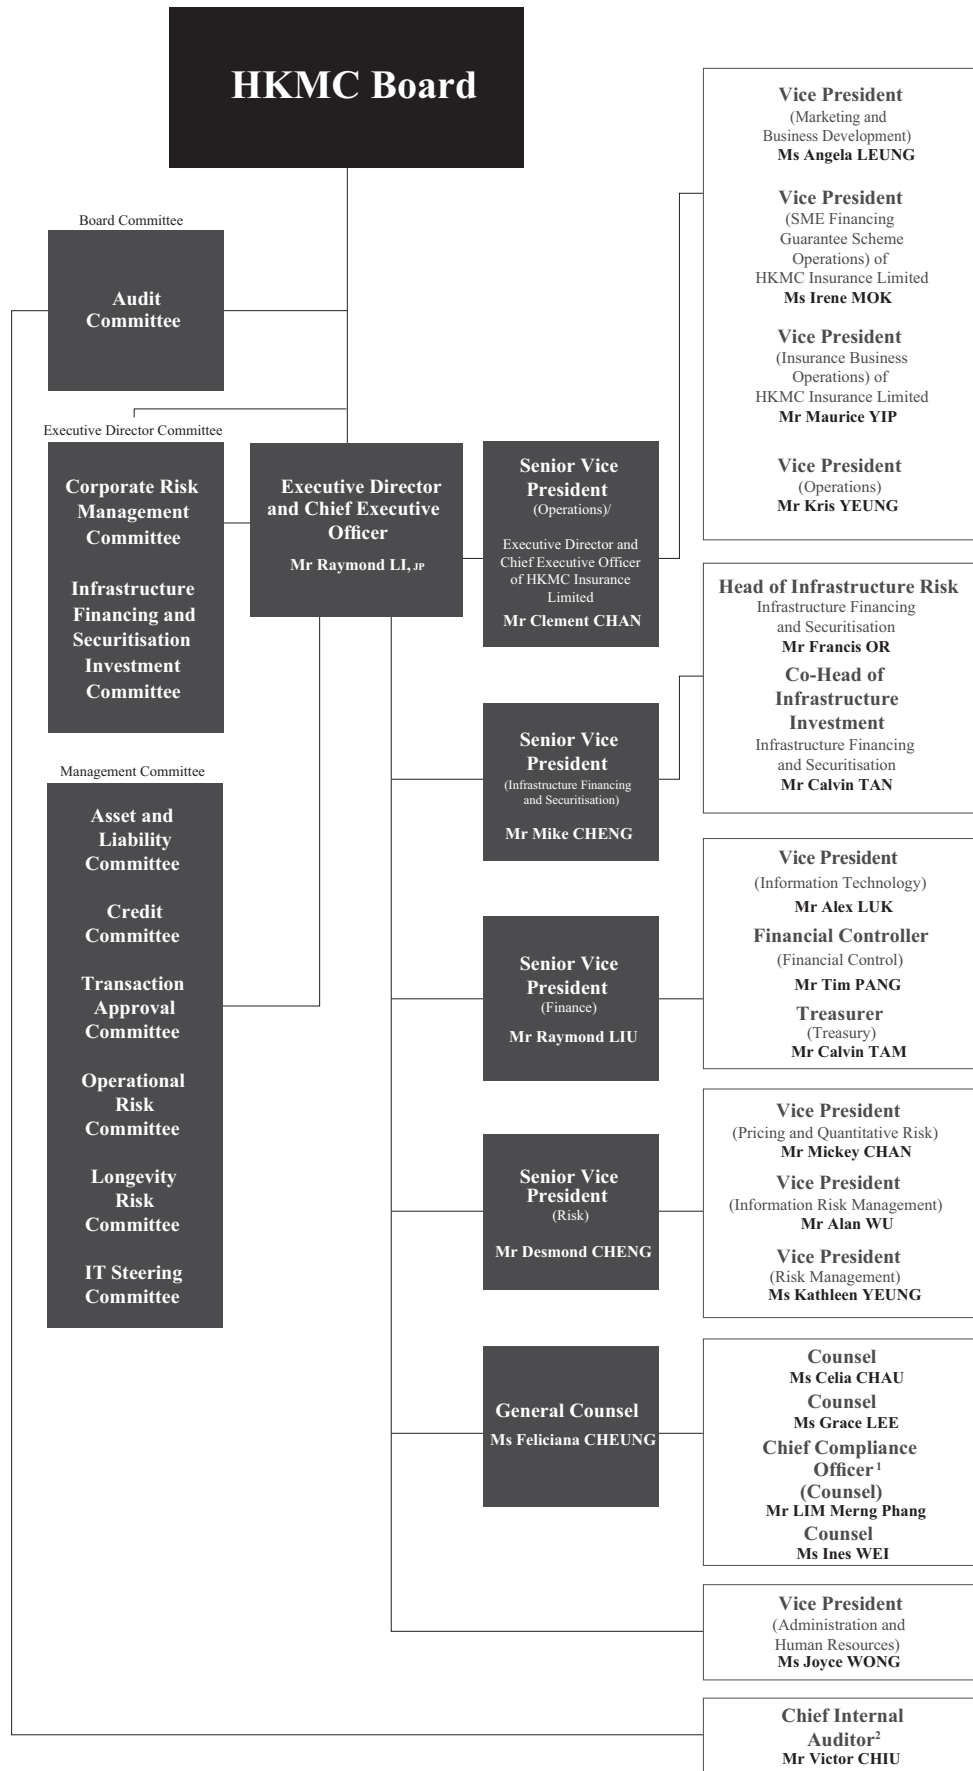 HKMC Board
Board Committee
Audit
Committee
Executive Director Committee
Corporate Risk
Management
Committee
Infrastructure
Financing and
Securitisation
Investment
Committee
Executive Director
and Chief Executive
Officer
Mr Raymond LI, JP
Management Committee
Asset and
Liability
Committee
Credit
Committee
Transaction
Approval
Committee
Operational
Risk
Committee
Longevity
Risk
Committee
IT Steering
Committee
Senior Vice
President
(Operations)/
Executive Director and
Chief Executive Officer
of HKMC Insurance
Limited
Mr Clement CHAN
Senior Vice
President
(Infrastructure Financing
and Securitisation)
Mr Mike CHENG
Senior Vice
President
(Finance)
Mr Raymond LIU
Senior Vice
President
(Risk)
Mr Desmond CHENG
General Counsel
Ms Feliciana CHEUNG
Vice President
(Marketing and
Business Development)
Ms Angela LEUNG
Vice President
(SME Financing
Guarantee Scheme
Operations) of
HKMC Insurance Limited
Ms Irene MOK
Vice President
(Insurance Business
Operations) of
HKMC Insurance Limited
Mr Maurice YIP
Vice President
(Operations)
Mr Kris YEUNG
Head of Infrastructure Risk
Infrastructure Financing
and Securitisation
Mr Francis OR
Co-Head of
Infrastructure
Investment
Infrastructure Financing
and Securitisation
Mr Calvin TAN
Vice President
(Information Technology)
Mr Alex LUK
Financial Controller
(Financial Control)
Mr Tim PANG
Treasurer
(Treasury)
Mr Calvin TAM
Vice President
(Pricing and Quantitative Risk)
Mr Mickey CHAN
Vice President
(Information Risk Management)
Mr Alan WU
Vice President
(Risk Management)
Ms Kathleen YEUNG
Counsel
Ms Celia CHAU
Counsel
Ms Grace LEE
Chief Compliance
Officer 1
(Counsel)
Mr LIM Merng Phang
Counsel
Ms Ines WEI
Vice President
(Administration and
Human Resources)
Ms Joyce WONG
Chief Internal
Auditor2
Mr Victor CHIU